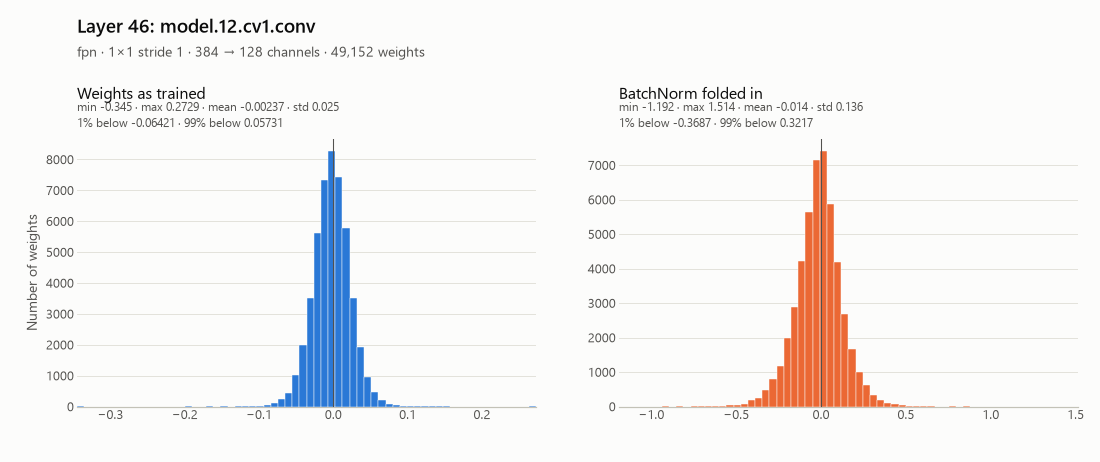 Layer 46: model.12.cv1.conv
fpn · 1×1 stride 1 · 384 → 128 channels · 49,152 weights
Weights as trained
min -0.345 · max 0.2729 · mean -0.00237 · std 0.025
1% below -0.06421 · 99% below 0.05731
Number of weights
8000
7000
6000
5000
4000
3000
2000
1000
0
−0.3 −0.2 −0.1 0.0 0.1 0.2
BatchNorm folded in
min -1.192 · max 1.514 · mean -0.014 · std 0.136
1% below -0.3687 · 99% below 0.3217
7000
6000
5000
4000
3000
2000
1000
0
−1.0 −0.5 0.0 0.5 1.0 1.5